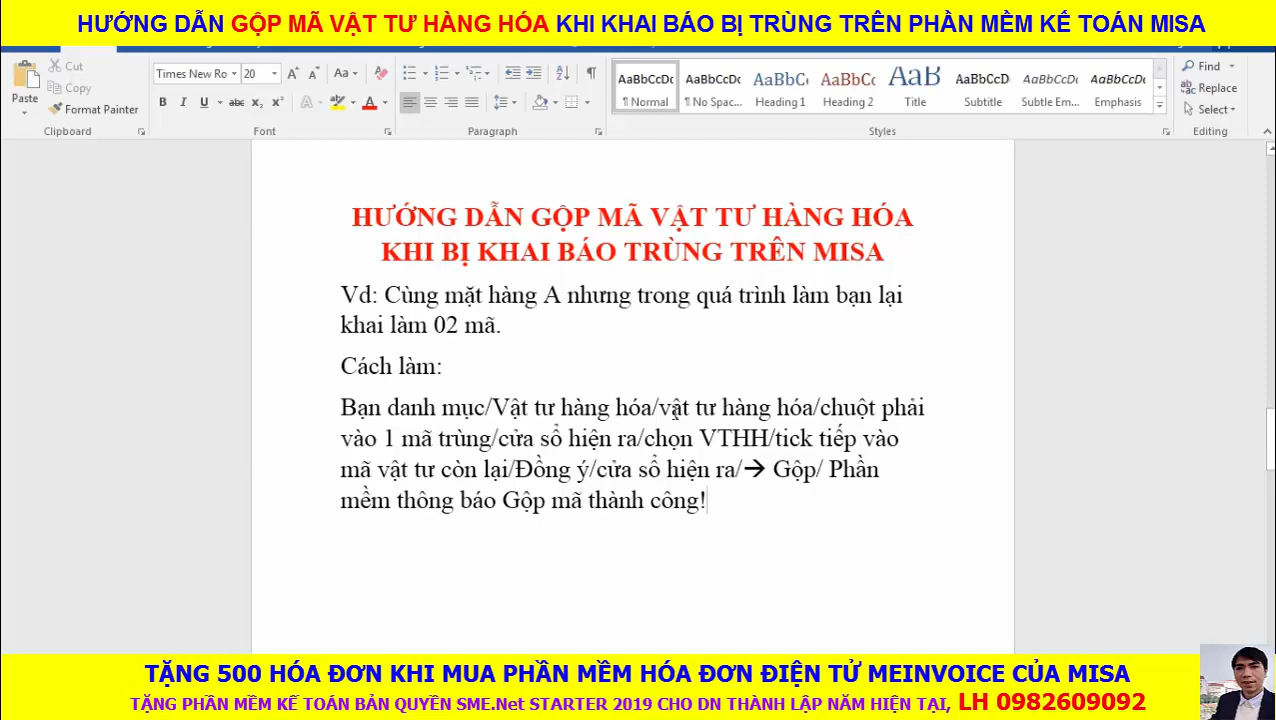 HƯỚNG DẪN GỘP MÃ VẬT TƯ HÀNG HÓA KHI KHAI BÁO BỊ TRÙNG TRÊN PHẦN MỀM KẾ TOÁN MISA
Paste
Cut
Copy
Format Painter
Times New Ro 20
Aa
B I U abc x₂ x² A A
AaBbCcDc AaBbCcDc AaBbCc AaBbCc AaB AaBbCcD AaBbCcDc AaBbCcDc
¶ Normal ¶ No Spac... Heading 1 Heading 2 Title Subtitle Subtle Em... Emphasis
Find
Replace
Select
Clipboard Font Paragraph Styles Editing
HƯỚNG DẪN GỘP MÃ VẬT TƯ HÀNG HÓA
KHI BỊ KHAI BÁO TRÙNG TRÊN MISA
Vd: Cùng mặt hàng A nhưng trong quá trình làm bạn lại
khai làm 02 mã.
Cách làm:
Bạn danh mục/Vật tư hàng hóa/vật tư hàng hóa/chuột phải
vào 1 mã trùng/cửa sổ hiện ra/chọn VTHH/tick tiếp vào
mã vật tư còn lại/Đồng ý/cửa sổ hiện ra/→ Gộp/ Phần
mềm thông báo Gộp mã thành công!
TẶNG 500 HÓA ĐƠN KHI MUA PHẦN MỀM HÓA ĐƠN ĐIỆN TỬ MEINVOICE CỦA MISA
TẶNG PHẦN MỀM KẾ TOÁN BẢN QUYỀN SME.Net STARTER 2019 CHO DN THÀNH LẬP NĂM HIỆN TẠI, LH 0982609092